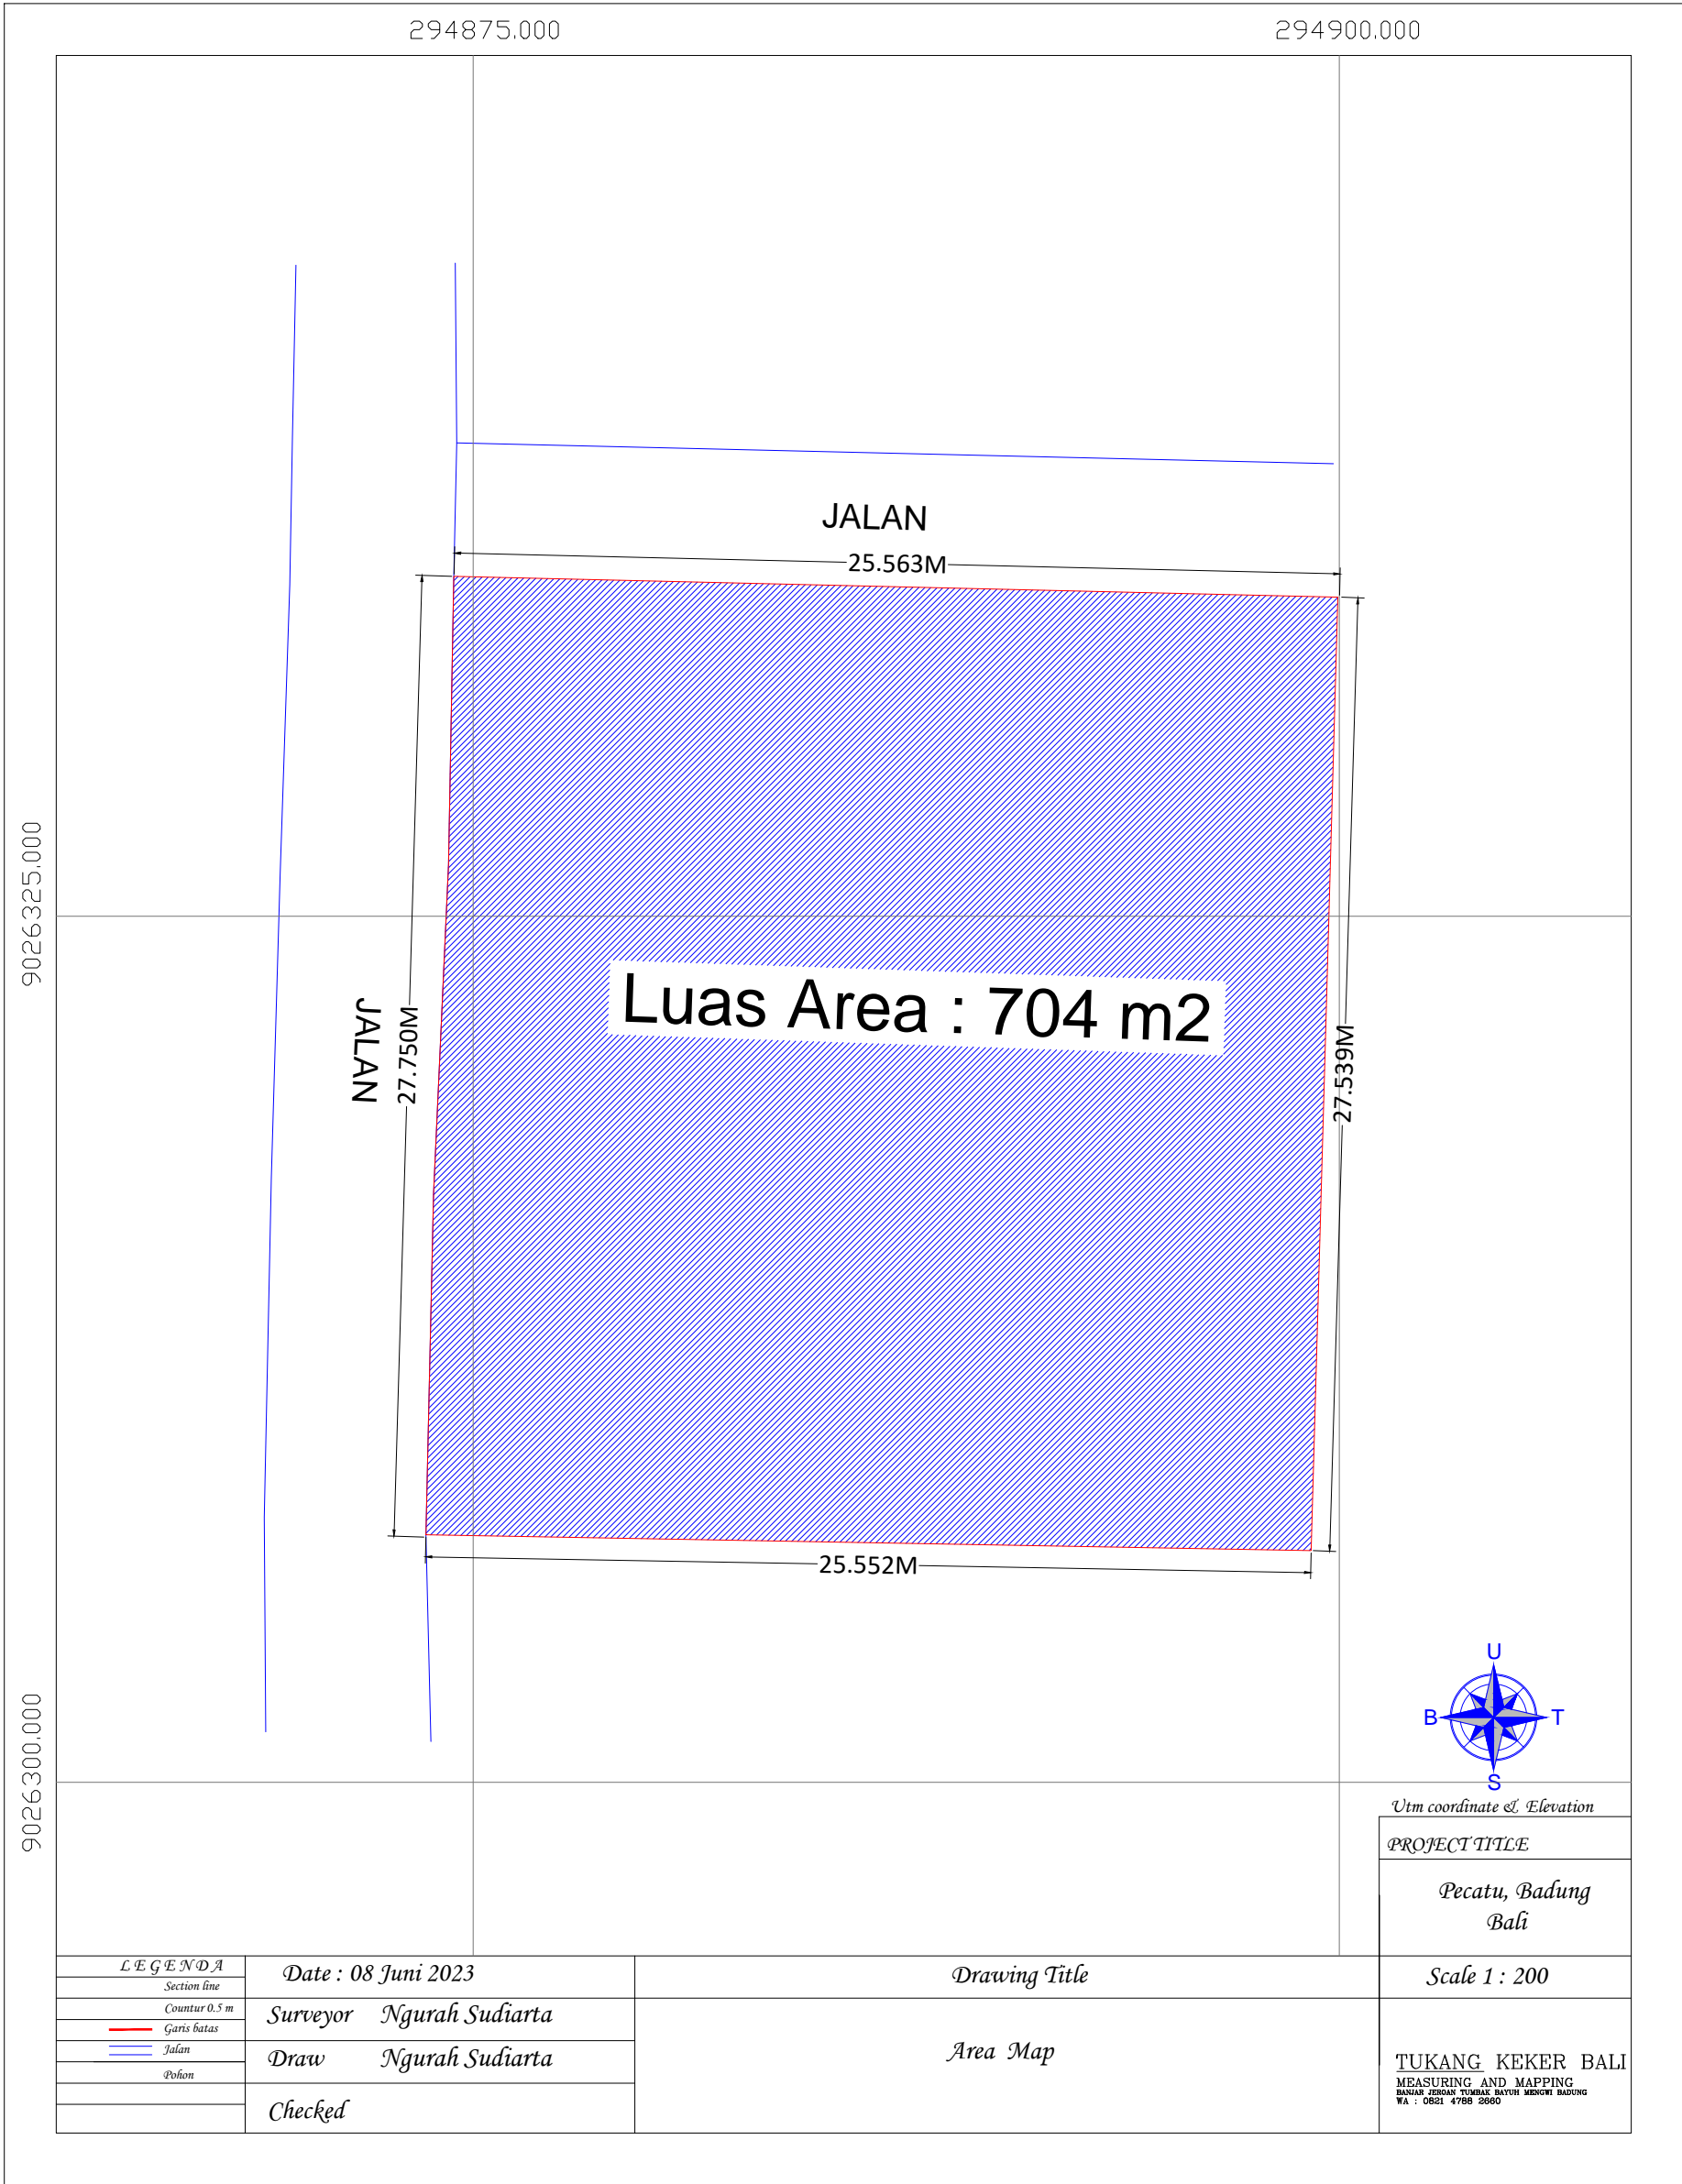 294875.000
294900.000
JALAN
25.563M
9026325.000
Luas Area : 704 m2
JALAN
27.750M
27.539M
25.552M
9026300.000
U
B
T
S
Utm coordinate & Elevation
PROJECT TITLE
Pecatu, Badung
Bali
LEGENDA
Section line
Countur 0.5 m
Garis batas
Jalan
Pohon
Date : 08 Juni 2023
Surveyor Ngurah Sudiarta
Draw Ngurah Sudiarta
Checked
Drawing Title
Area Map
Scale 1 : 200
TUKANG KEKER BALI
MEASURING AND MAPPING
BANJAR JEROAN TUMBAK BAYUH MENGWI BADUNG
WA : 0821 4788 2660